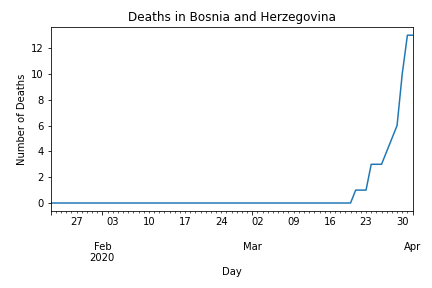 Deaths in Bosnia and Herzegovina
Number of Deaths
12
10
8
6
4
2
0
27 03 10 17 24 02 09 16 23 30
Feb Mar Apr
2020
Day